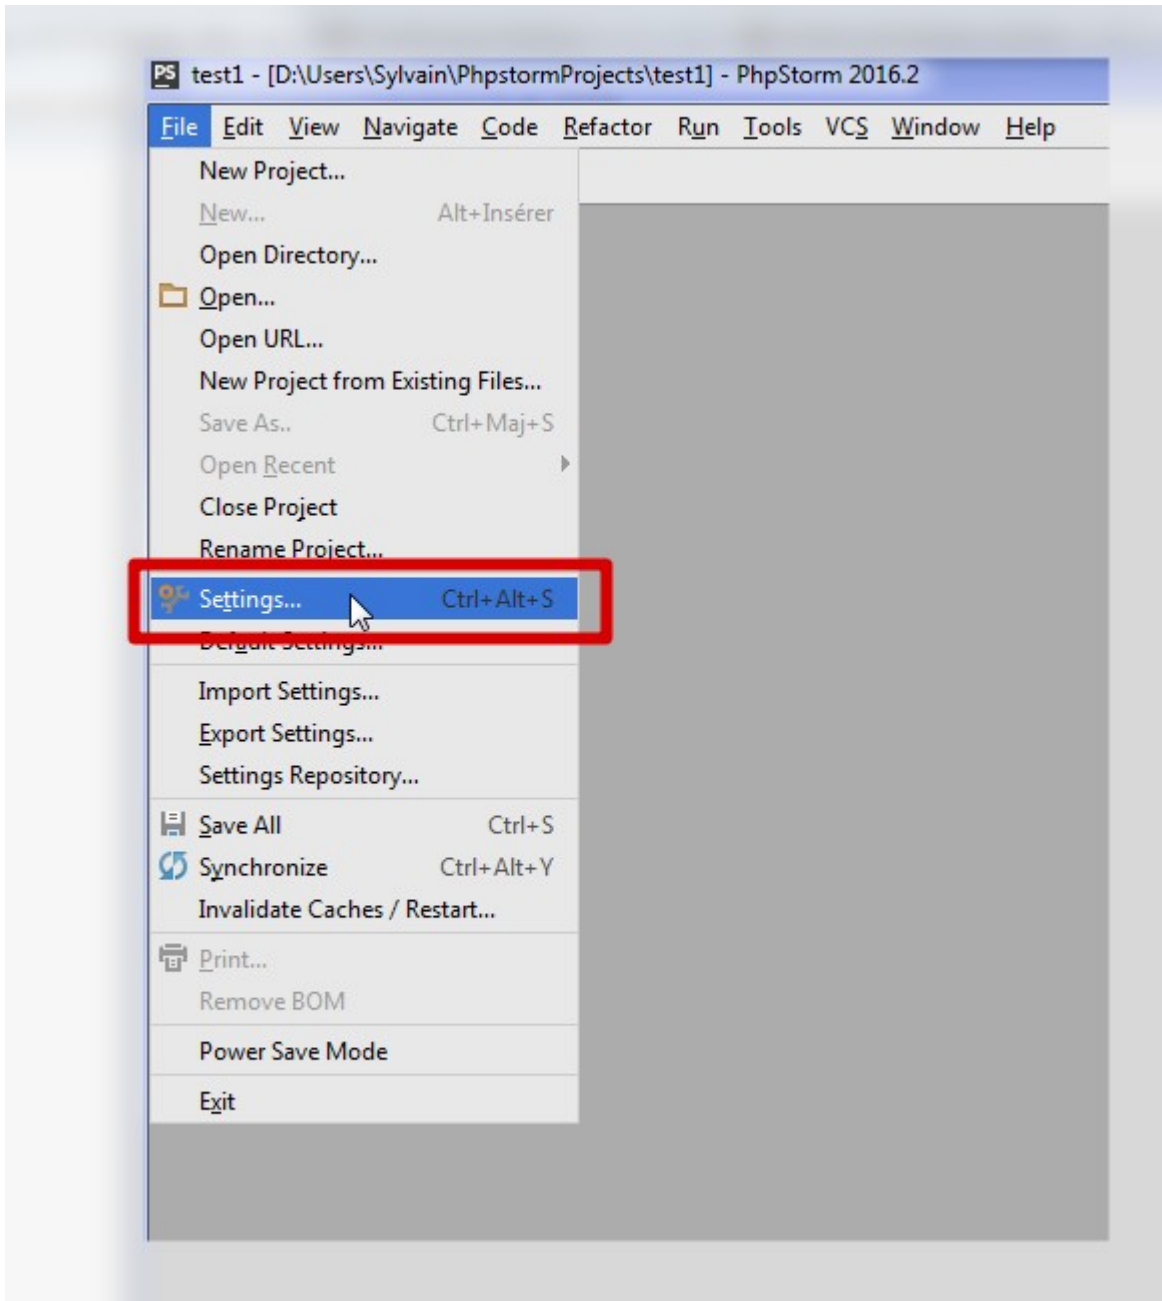 PS test1 - [D:\Users\Sylvain\PhpstormProjects\test1] - PhpStorm 2016.2
File Edit View Navigate Code Refactor Run Tools VCS Window Help
New Project...
New... Alt+Insérer
Open Directory...
Open...
Open URL...
New Project from Existing Files...
Save As.. Ctrl+Maj+S
Open Recent
Close Project
Rename Project...
Settings... Ctrl+Alt+S
Default Settings...
Import Settings...
Export Settings...
Settings Repository...
Save All Ctrl+S
Synchronize Ctrl+Alt+Y
Invalidate Caches / Restart...
Print...
Remove BOM
Power Save Mode
Exit